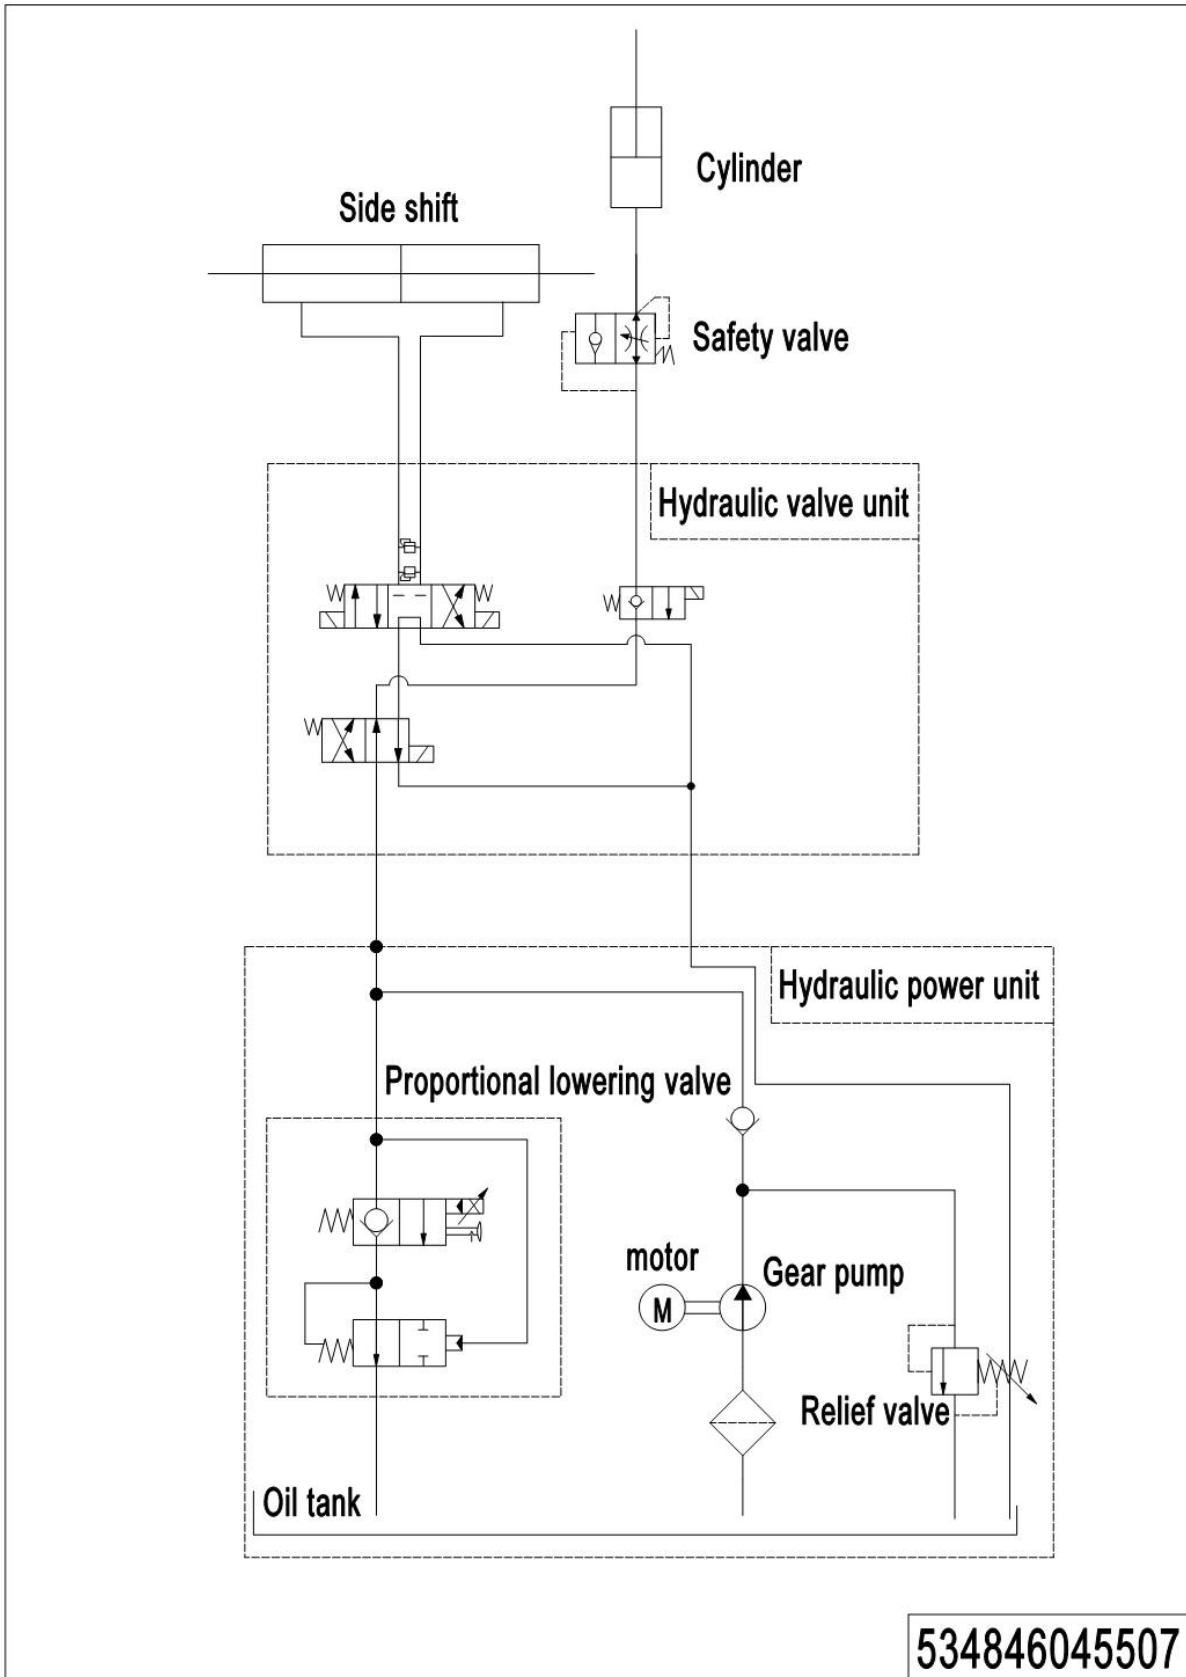 Cylinder
Side shift
Safety valve
Hydraulic valve unit
Hydraulic power unit
Proportional lowering valve
motor
Gear pump
M
Relief valve
Oil tank
534846045507